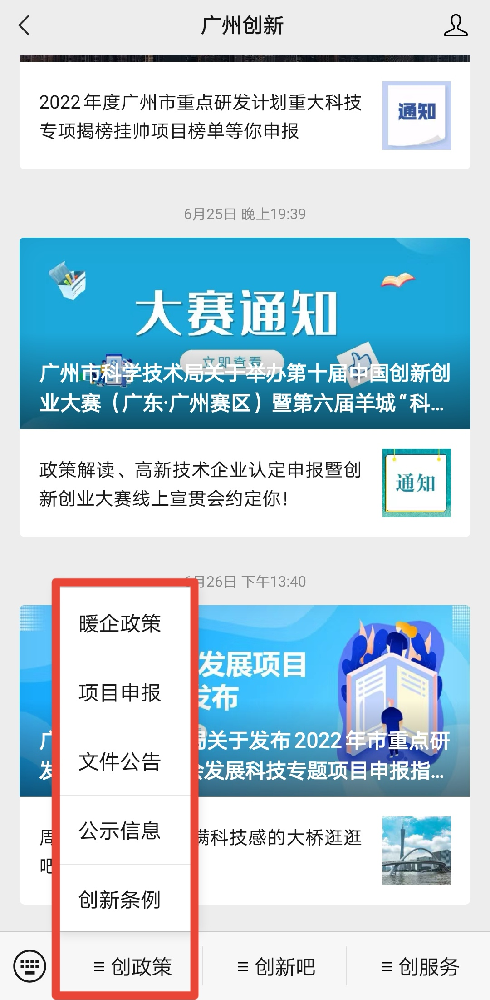 广州创新
2022年度广州市重点研发计划重大科技
专项揭榜挂帅项目榜单等你申报
通知
6月25日 晚上19:39
大赛通知
立即查看
广州市科学技术局关于举办第十届中国创新创
业大赛（广东·广州赛区）暨第六届羊城“科...
政策解读、高新技术企业认定申报暨创
新创业大赛线上宣贯会约定你！
通知
6月26日 下午13:40
发展项目
发布
广
局关于发布2022年市重点研
发
会发展科技专题项目申报指...
周
满科技感的大桥逛逛
吧
暖企政策
项目申报
文件公告
公示信息
创新条例
创政策
创新吧
创服务